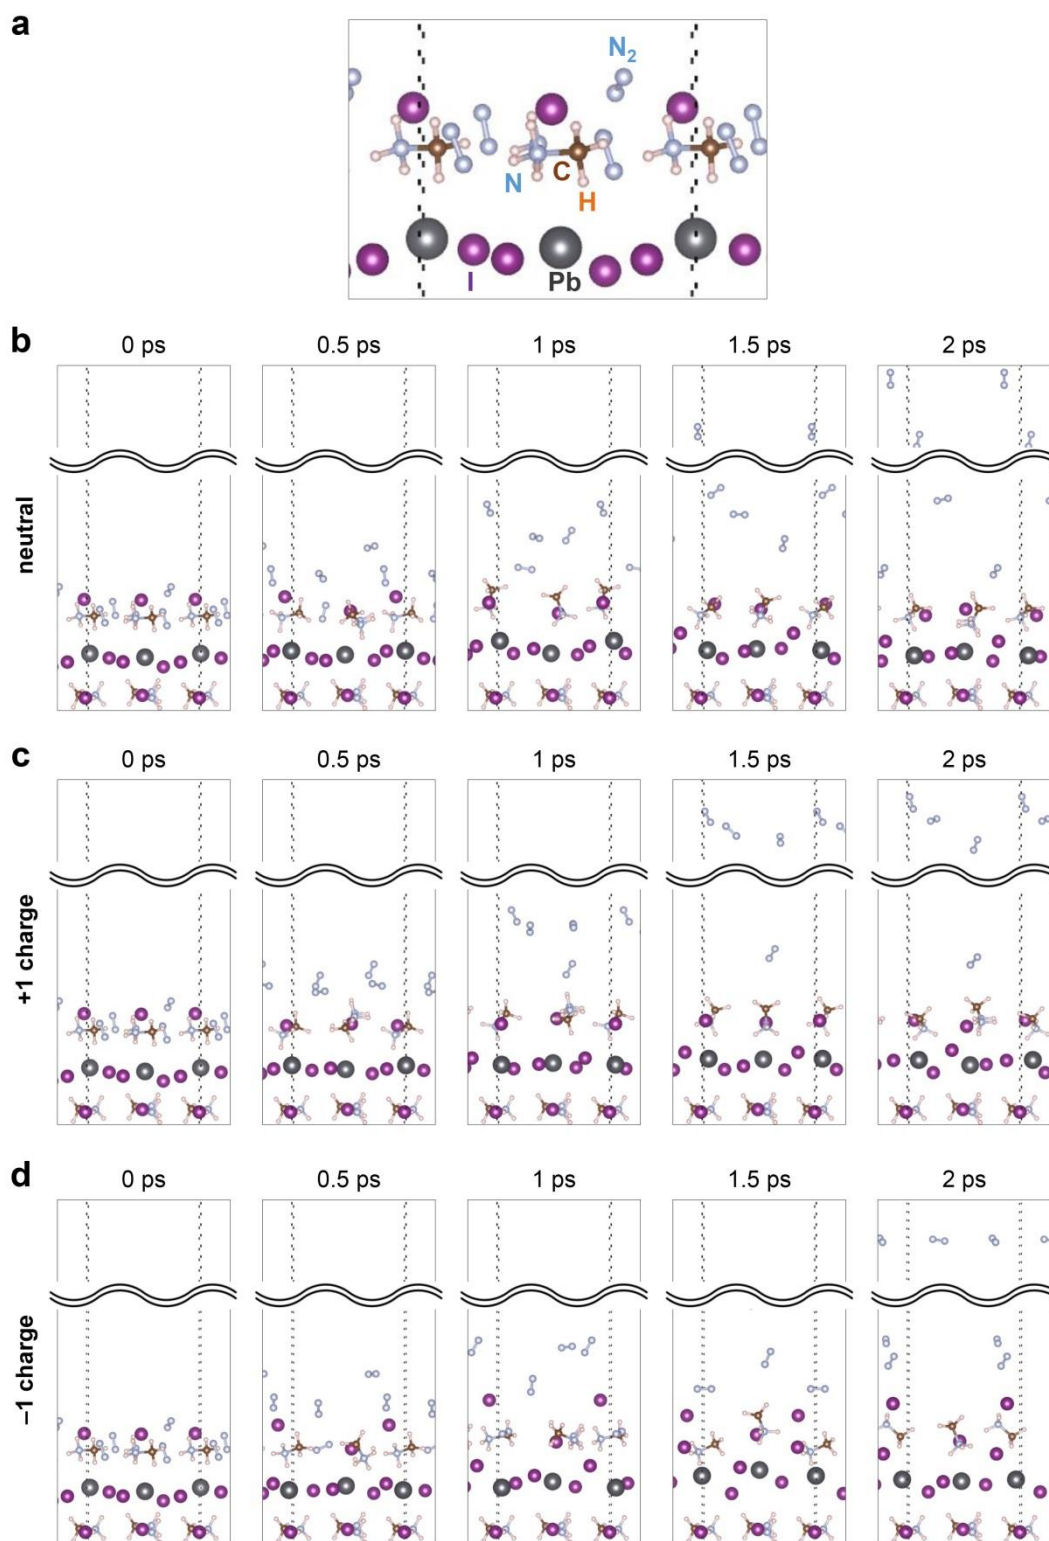 a
N₂
N
C
H
I
Pb
b
0 ps
0.5 ps
1 ps
1.5 ps
2 ps
neutral
c
0 ps
0.5 ps
1 ps
1.5 ps
2 ps
+1 charge
d
0 ps
0.5 ps
1 ps
1.5 ps
2 ps
–1 charge